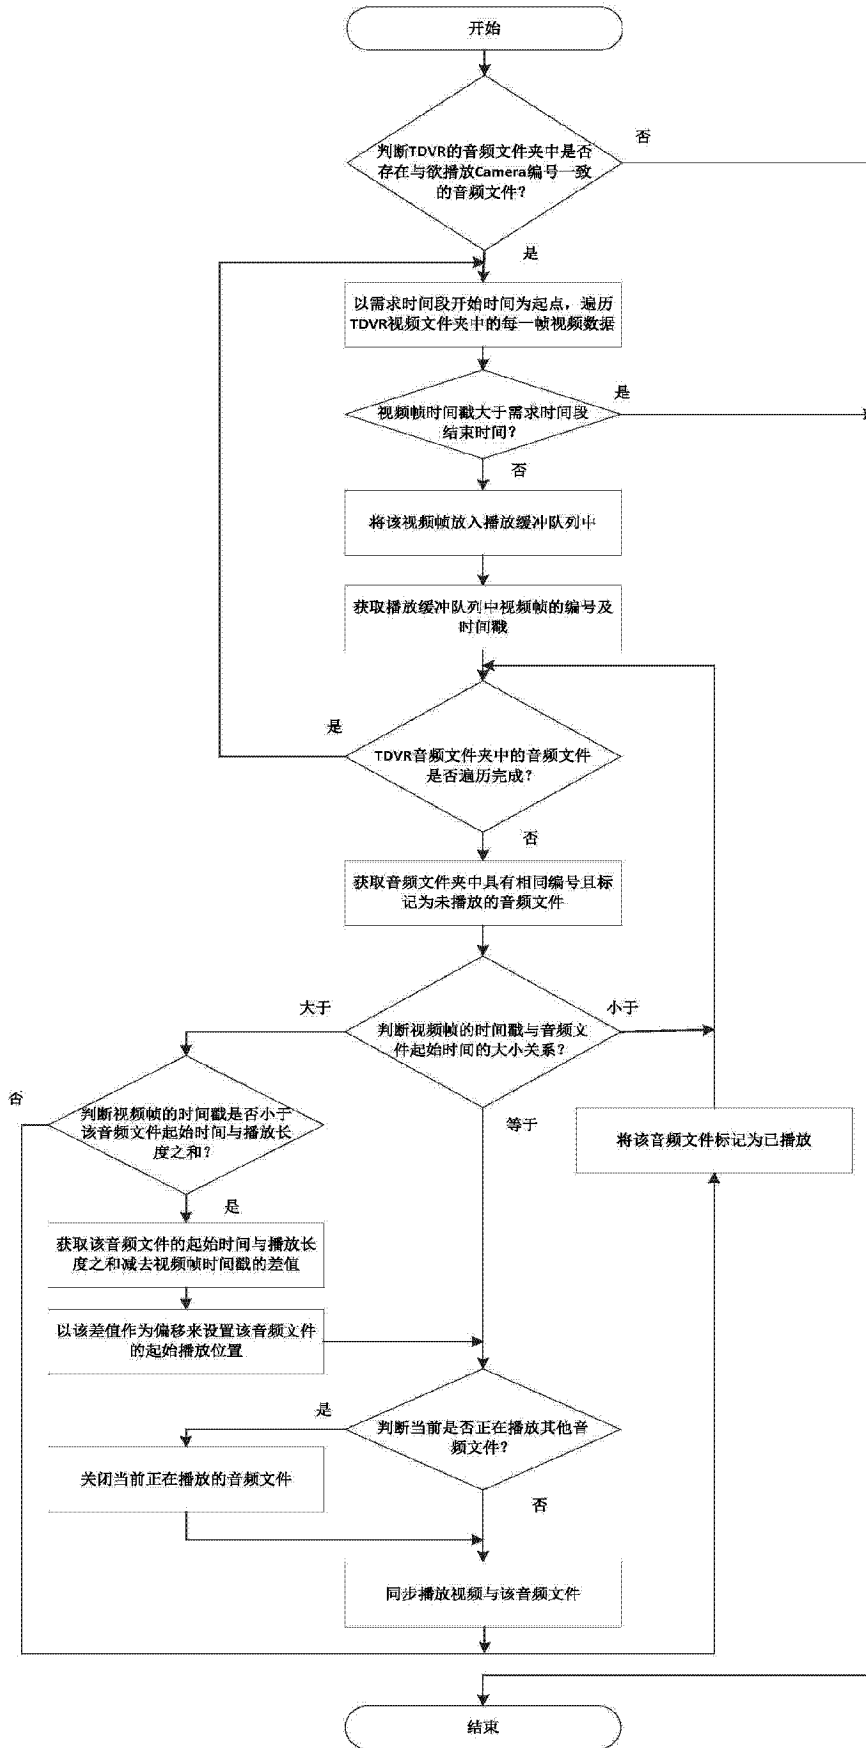 开始
否
判断TDVR的音频文件夹中是否
存在与欲播放Camera编号一致
的音频文件？
是
以需求时间段开始时间为起点，遍历
TDVR视频文件夹中的每一帧视频数据
是
视频帧时间戳大于需求时间段
结束时间？
否
将该视频帧放入播放缓冲队列中
获取播放缓冲队列中视频帧的编号及
时间戳
是
TDVR音频文件夹中的音频文件
是否遍历完成？
否
获取音频文件夹中具有相同编号且标
记为未播放的音频文件
大于
小于
判断视频帧的时间戳与音频文
件起始时间的大小关系？
否
判断视频帧的时间戳是否小于
该音频文件起始时间与播放长
度之和？
等于
将该音频文件标记为已播放
是
获取该音频文件的起始时间与播放长
度之和减去视频帧时间戳的差值
以该差值作为偏移来设置该音频文件
的起始播放位置
是
判断当前是否正在播放其他音
频文件？
关闭当前正在播放的音频文件
否
同步播放视频与该音频文件
结束